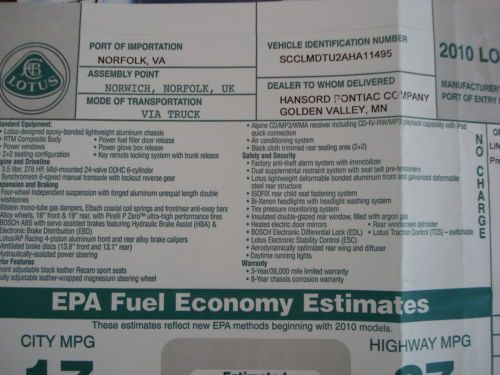 LOTUS
PORT OF IMPORTATION
NORFOLK, VA
ASSEMBLY POINT
NORWICH, NORFOLK, UK
MODE OF TRANSPORTATION
VIA TRUCK
VEHICLE IDENTIFICATION NUMBER
SCCLMDTU2AHA11495
DEALER TO WHOM DELIVERED
HANSORD PONTIAC COMPANY
GOLDEN VALLEY, MN
2010 LO
MANUFACTURER
PORT OF ENTRY
Standard Equipment:
• Lotus-designed epoxy-bonded lightweight aluminum chassis
• RTM Composite Body • Power fuel filler door release
• Power windows • Power glove box release
• 2+2 seating configuration • Key remote locking system with trunk release
Engine and Driveline
3.5 liter, 276 HP, Mid-mounted 24-valve DOHC 6-cylinder
Synchromesh 6-speed manual transaxle with lockout reverse gear
Suspension and Braking
Four-wheel independent suspension with forged aluminum unequal length double
wishbones
Bilstein mono-tube gas dampers, Eibach coaxial coil springs and front/rear anti-sway bars
Alloy wheels, 18" front & 19" rear, with Pirelli P Zero™ ultra-high performance tires
BOSCH ABS with servo assisted brakes featuring Hydraulic Brake Assist (HBA) &
Electronic Brake Distribution (EBD)
Lotus/AP Racing 4-piston aluminum front and rear alloy brake calipers
Ventilated brake discs (13.8" front and 13.1" rear)
Hydraulically-assisted power steering
Interior Features
Front adjustable black leather Recaro sport seats
Fully adjustable leather-wrapped magnesium steering wheel
• Alpine CD/MP3/WMA receiver including CD-R/-RW/MP3 playback capability with iPod
quick connection
• Air conditioning system
• Black cloth trimmed rear seating area (2+2)
Safety and Security
• Factory anti-theft alarm system with immobilizer
• Dual supplemental restraint system with seat belt pre-tensioners
• Lotus lightweight deformable bonded aluminum front and galvanized deformable
steel rear structure
• ISOFIX rear child seat fastening system
• Tire pressure monitoring system
• Bi-Xenon headlights with headlight washing system
• Insulated double-glazed rear window, filled with argon gas
• Heated electric door mirrors • Rear windscreen defroster
• BOSCH Electronic Differential Lock (EDL) • Lotus Traction Control (TCS) – switchable
• Lotus Electronic Stability Control (ESC)
• Aerodynamically optimized rear wing and diffuser
• Daytime running lights
Warranty
• 3-Year/36,000 mile limited warranty
• 8-Year chassis corrosion warranty
NO CHARGE
EPA Fuel Economy Estimates
These estimates reflect new EPA methods beginning with 2010 models.
CITY MPG
17
Estimated
HIGHWAY MPG
27